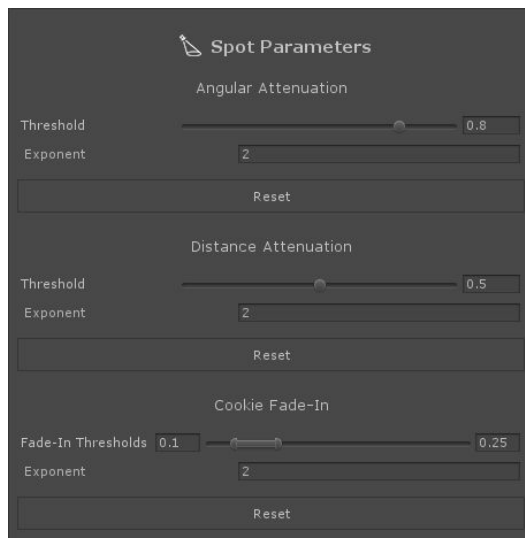 Spot Parameters
Angular Attenuation
Threshold 0.8
Exponent 2
Reset
Distance Attenuation
Threshold 0.5
Exponent 2
Reset
Cookie Fade-In
Fade-In Thresholds 0.1 0.25
Exponent 2
Reset